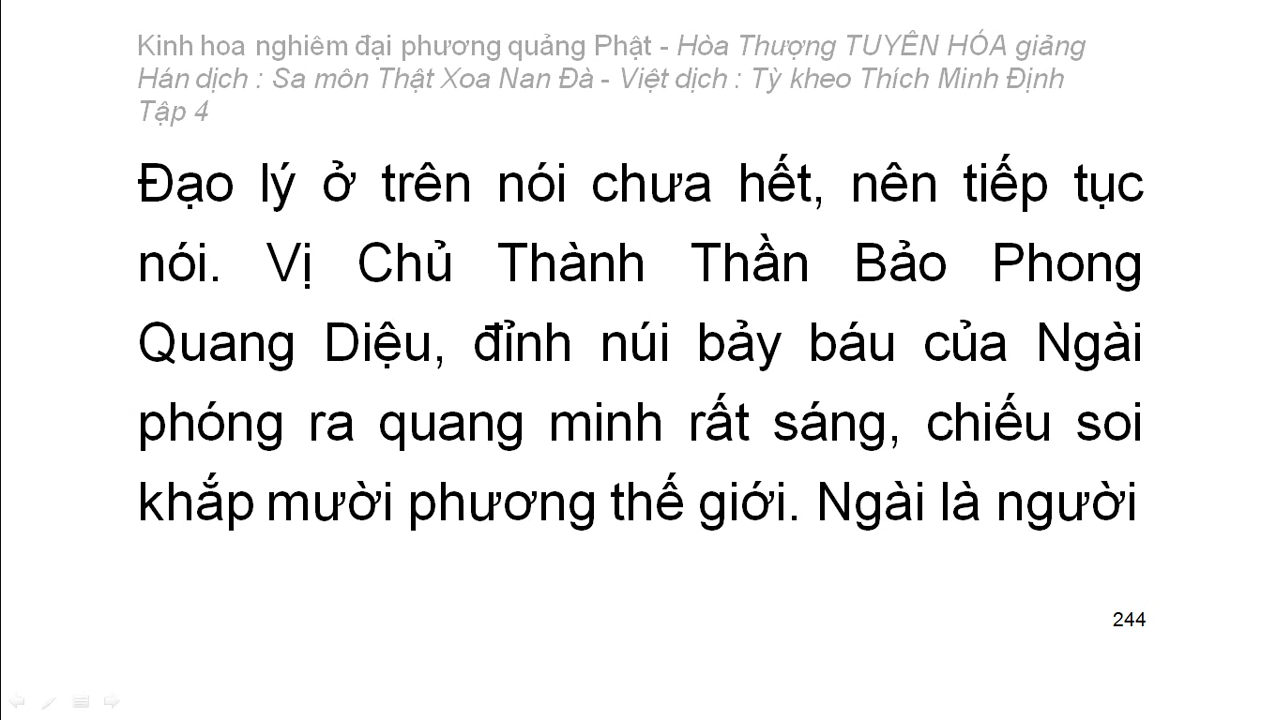 Kinh hoa nghiêm đại phương quảng Phật - Hòa Thượng TUYÊN HÓA giảng
Hán dịch : Sa môn Thật Xoa Nan Đà - Việt dịch : Tỳ kheo Thích Minh Định
Tập 4
Đạo lý ở trên nói chưa hết, nên tiếp tục
nói. Vị Chủ Thành Thần Bảo Phong
Quang Diệu, đỉnh núi bảy báu của Ngài
phóng ra quang minh rất sáng, chiếu soi
khắp mười phương thế giới. Ngài là người
244